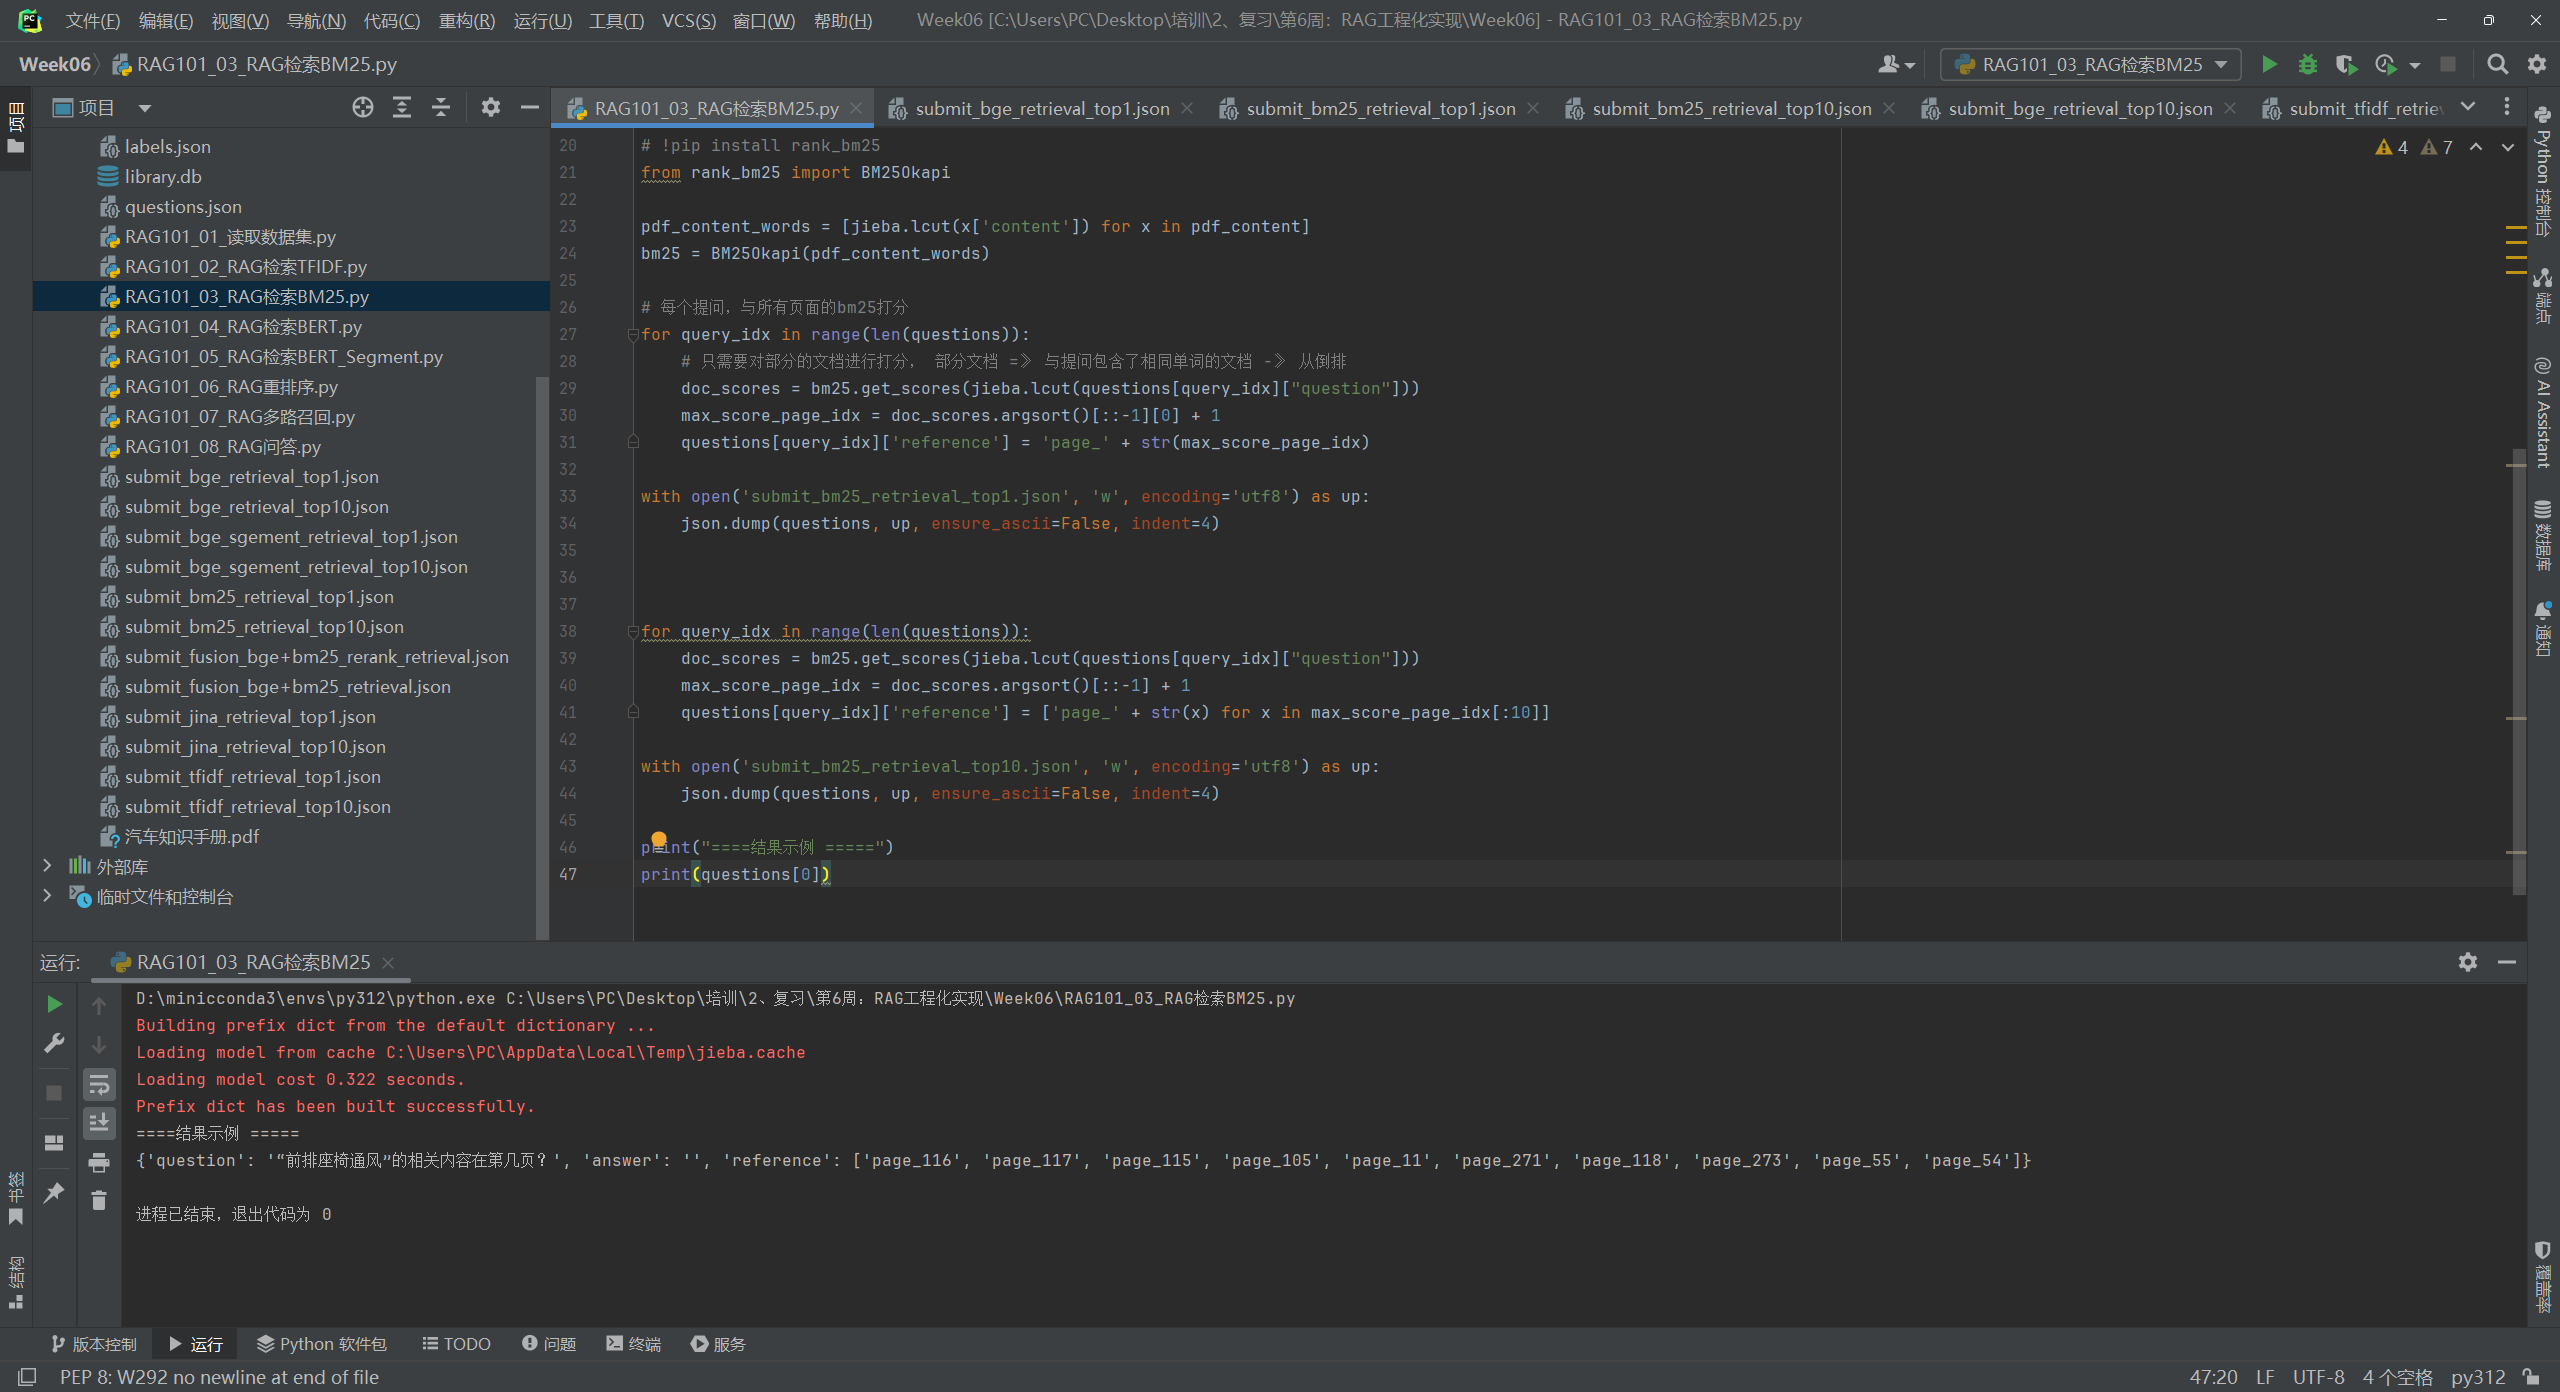 文件(F) 编辑(E) 视图(V) 导航(N) 代码(C) 重构(R) 运行(U) 工具(T) VCS(S) 窗口(W) 帮助(H) Week06 [C:\Users\PC\Desktop\培训\2、复习\第6周：RAG工程化实现\Week06] - RAG101_03_RAG检索BM25.py
Week06 RAG101_03_RAG检索BM25.py RAG101_03_RAG检索BM25
项目
RAG101_03_RAG检索BM25.py submit_bge_retrieval_top1.json submit_bm25_retrieval_top1.json submit_bm25_retrieval_top10.json submit_bge_retrieval_top10.json submit_tfidf_retrie
项目
labels.json
library.db
questions.json
RAG101_01_读取数据集.py
RAG101_02_RAG检索TFIDF.py
RAG101_03_RAG检索BM25.py
RAG101_04_RAG检索BERT.py
RAG101_05_RAG检索BERT_Segment.py
RAG101_06_RAG重排序.py
RAG101_07_RAG多路召回.py
RAG101_08_RAG问答.py
submit_bge_retrieval_top1.json
submit_bge_retrieval_top10.json
submit_bge_sgement_retrieval_top1.json
submit_bge_sgement_retrieval_top10.json
submit_bm25_retrieval_top1.json
submit_bm25_retrieval_top10.json
submit_fusion_bge+bm25_rerank_retrieval.json
submit_fusion_bge+bm25_retrieval.json
submit_jina_retrieval_top1.json
submit_jina_retrieval_top10.json
submit_tfidf_retrieval_top1.json
submit_tfidf_retrieval_top10.json
汽车知识手册.pdf
外部库
临时文件和控制台
4 7
20 # !pip install rank_bm25
21 from rank_bm25 import BM25Okapi
22
23 pdf_content_words = [jieba.lcut(x['content']) for x in pdf_content]
24 bm25 = BM25Okapi(pdf_content_words)
25
26 # 每个提问，与所有页面的bm25打分
27 for query_idx in range(len(questions)):
28 # 只需要对部分的文档进行打分， 部分文档 =》 与提问包含了相同单词的文档 -》 从倒排
29 doc_scores = bm25.get_scores(jieba.lcut(questions[query_idx]["question"]))
30 max_score_page_idx = doc_scores.argsort()[::-1][0] + 1
31 questions[query_idx]['reference'] = 'page_' + str(max_score_page_idx)
32
33 with open('submit_bm25_retrieval_top1.json', 'w', encoding='utf8') as up:
34 json.dump(questions, up, ensure_ascii=False, indent=4)
35
36
37
38 for query_idx in range(len(questions)):
39 doc_scores = bm25.get_scores(jieba.lcut(questions[query_idx]["question"]))
40 max_score_page_idx = doc_scores.argsort()[::-1] + 1
41 questions[query_idx]['reference'] = ['page_' + str(x) for x in max_score_page_idx[:10]]
42
43 with open('submit_bm25_retrieval_top10.json', 'w', encoding='utf8') as up:
44 json.dump(questions, up, ensure_ascii=False, indent=4)
45
46 print("====结果示例 =====")
47 print(questions[0])
Python 控制台
端点
AI Assistant
数据库
通知
覆盖率
运行: RAG101_03_RAG检索BM25
D:\minicconda3\envs\py312\python.exe C:\Users\PC\Desktop\培训\2、复习\第6周：RAG工程化实现\Week06\RAG101_03_RAG检索BM25.py
Building prefix dict from the default dictionary ...
Loading model from cache C:\Users\PC\AppData\Local\Temp\jieba.cache
Loading model cost 0.322 seconds.
Prefix dict has been built successfully.
====结果示例 =====
{'question': '“前排座椅通风”的相关内容在第几页？', 'answer': '', 'reference': ['page_116', 'page_117', 'page_115', 'page_105', 'page_11', 'page_271', 'page_118', 'page_273', 'page_55', 'page_54']}
进程已结束，退出代码为 0
书签
结构
版本控制 运行 Python 软件包 TODO 问题 终端 服务
PEP 8: W292 no newline at end of file 47:20 LF UTF-8 4 个空格 py312